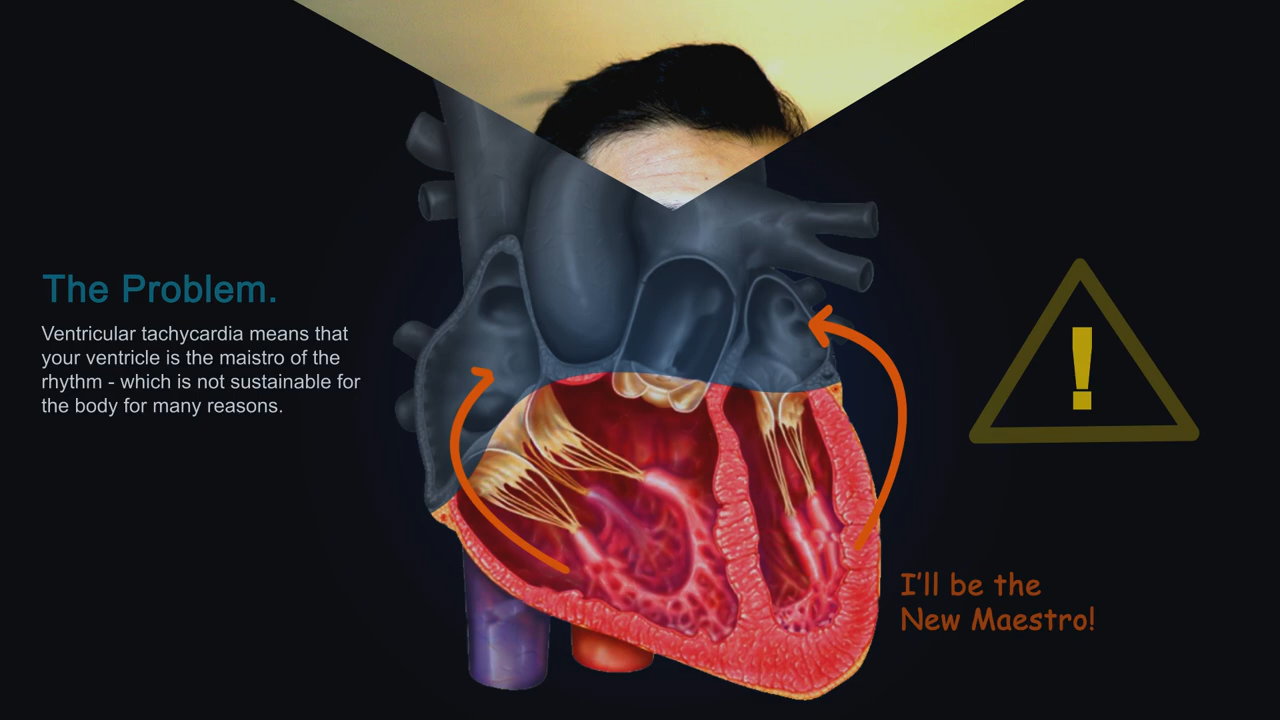 The Problem.
Ventricular tachycardia means that
your ventricle is the maistro of the
rhythm - which is not sustainable for
the body for many reasons.
!
I'll be the
New Maestro!